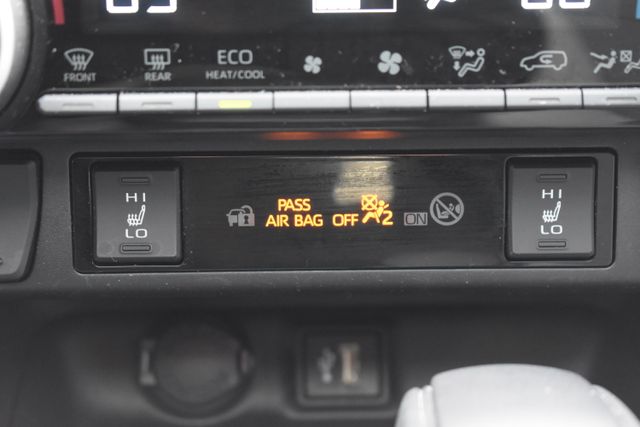 FRONT
REAR
ECO
HEAT/COOL
HI
LO
PASS
AIR BAG OFF
2
ON
HI
LO